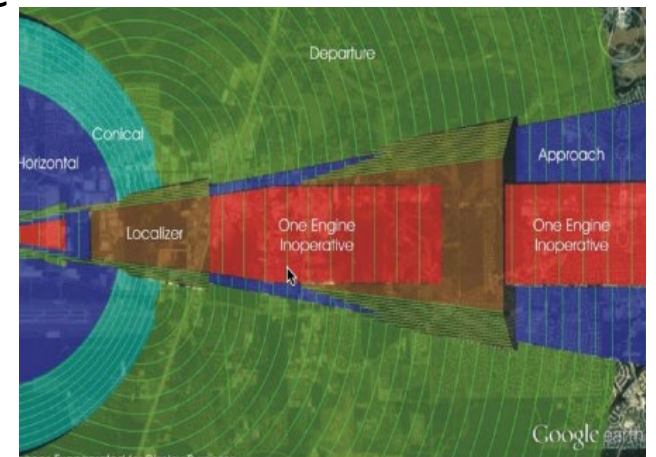 Departure
Conical
Horizontal
Approach
Localizer
One Engine
Inoperative
One Engine
Inoperative
Google earth